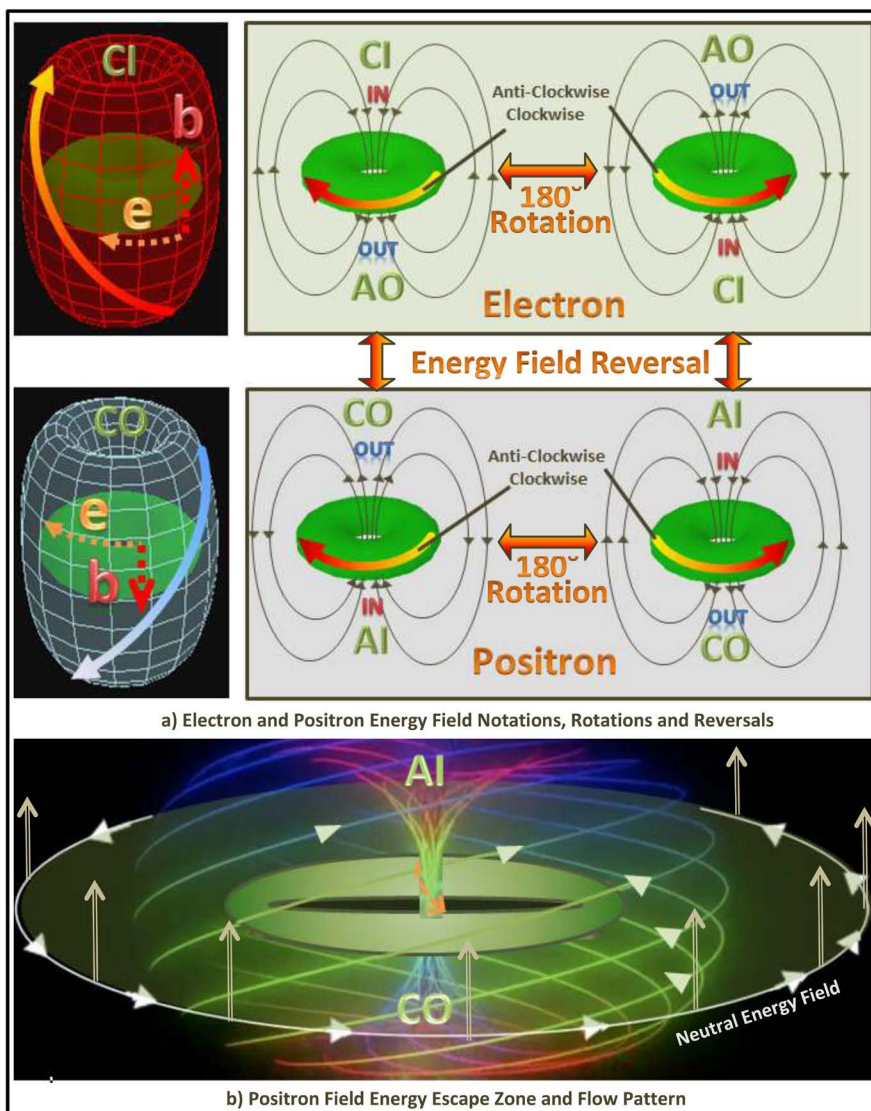 CI
b
e
CI
IN
Anti-Clockwise
Clockwise
AO
OUT
180°
Rotation
OUT
AO
IN
CI
Electron
Energy Field Reversal
CO
e
b
CO
OUT
Anti-Clockwise
Clockwise
AI
IN
180°
Rotation
IN
AI
OUT
CO
Positron
a) Electron and Positron Energy Field Notations, Rotations and Reversals
AI
CO
Neutral Energy Field
b) Positron Field Energy Escape Zone and Flow Pattern